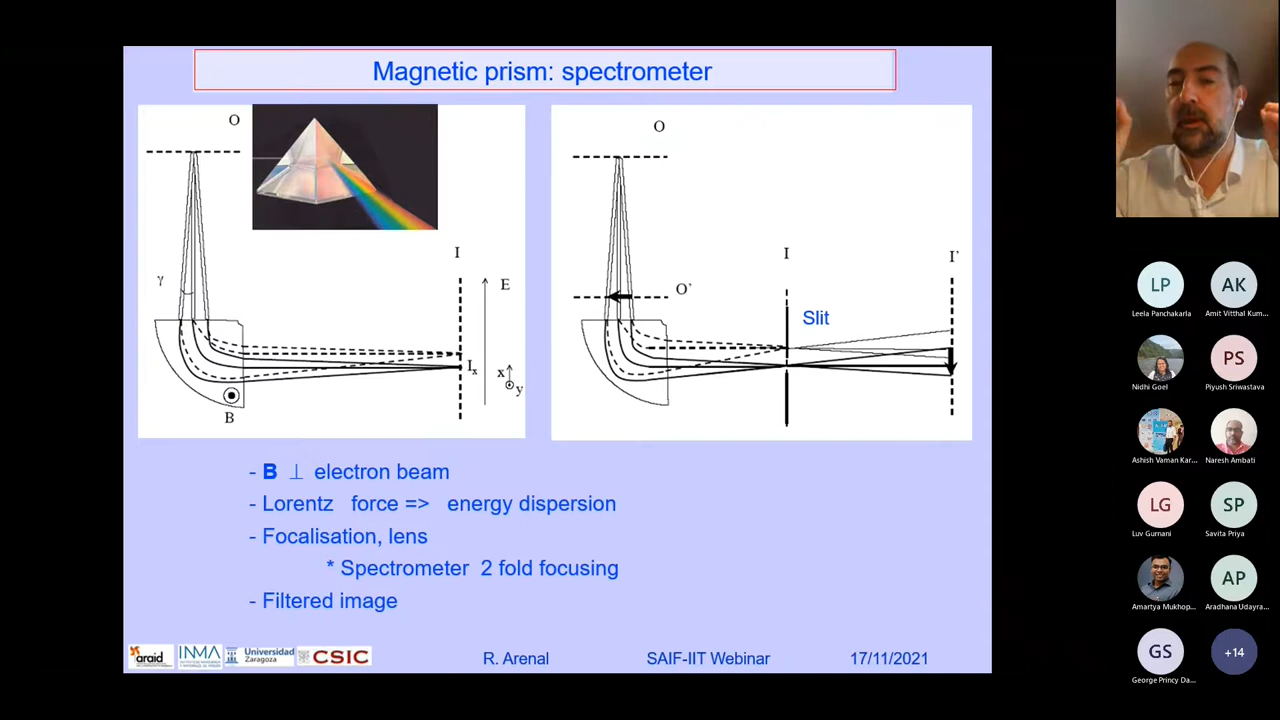 Magnetic prism: spectrometer
O
γ
I
E
I_x
x
y
B
O
O'
I
I'
Slit
- B ⊥ electron beam
- Lorentz force => energy dispersion
- Focalisation, lens
* Spectrometer 2 fold focusing
- Filtered image
araid
INMA
Universidad
Zaragoza
CSIC
R. Arenal
SAIF-IIT Webinar
17/11/2021
LP
Leela Panchakarla
AK
Amit Vitthal Kum...
Nidhi Goel
PS
Piyush Srivastava
Ashish Vaman Kar...
Naresh Ambati
LG
Luv Gurnani
SP
Savita Priya
Amartya Mukhop...
AP
Aradhana Udayra...
GS
George Princy Da...
+14